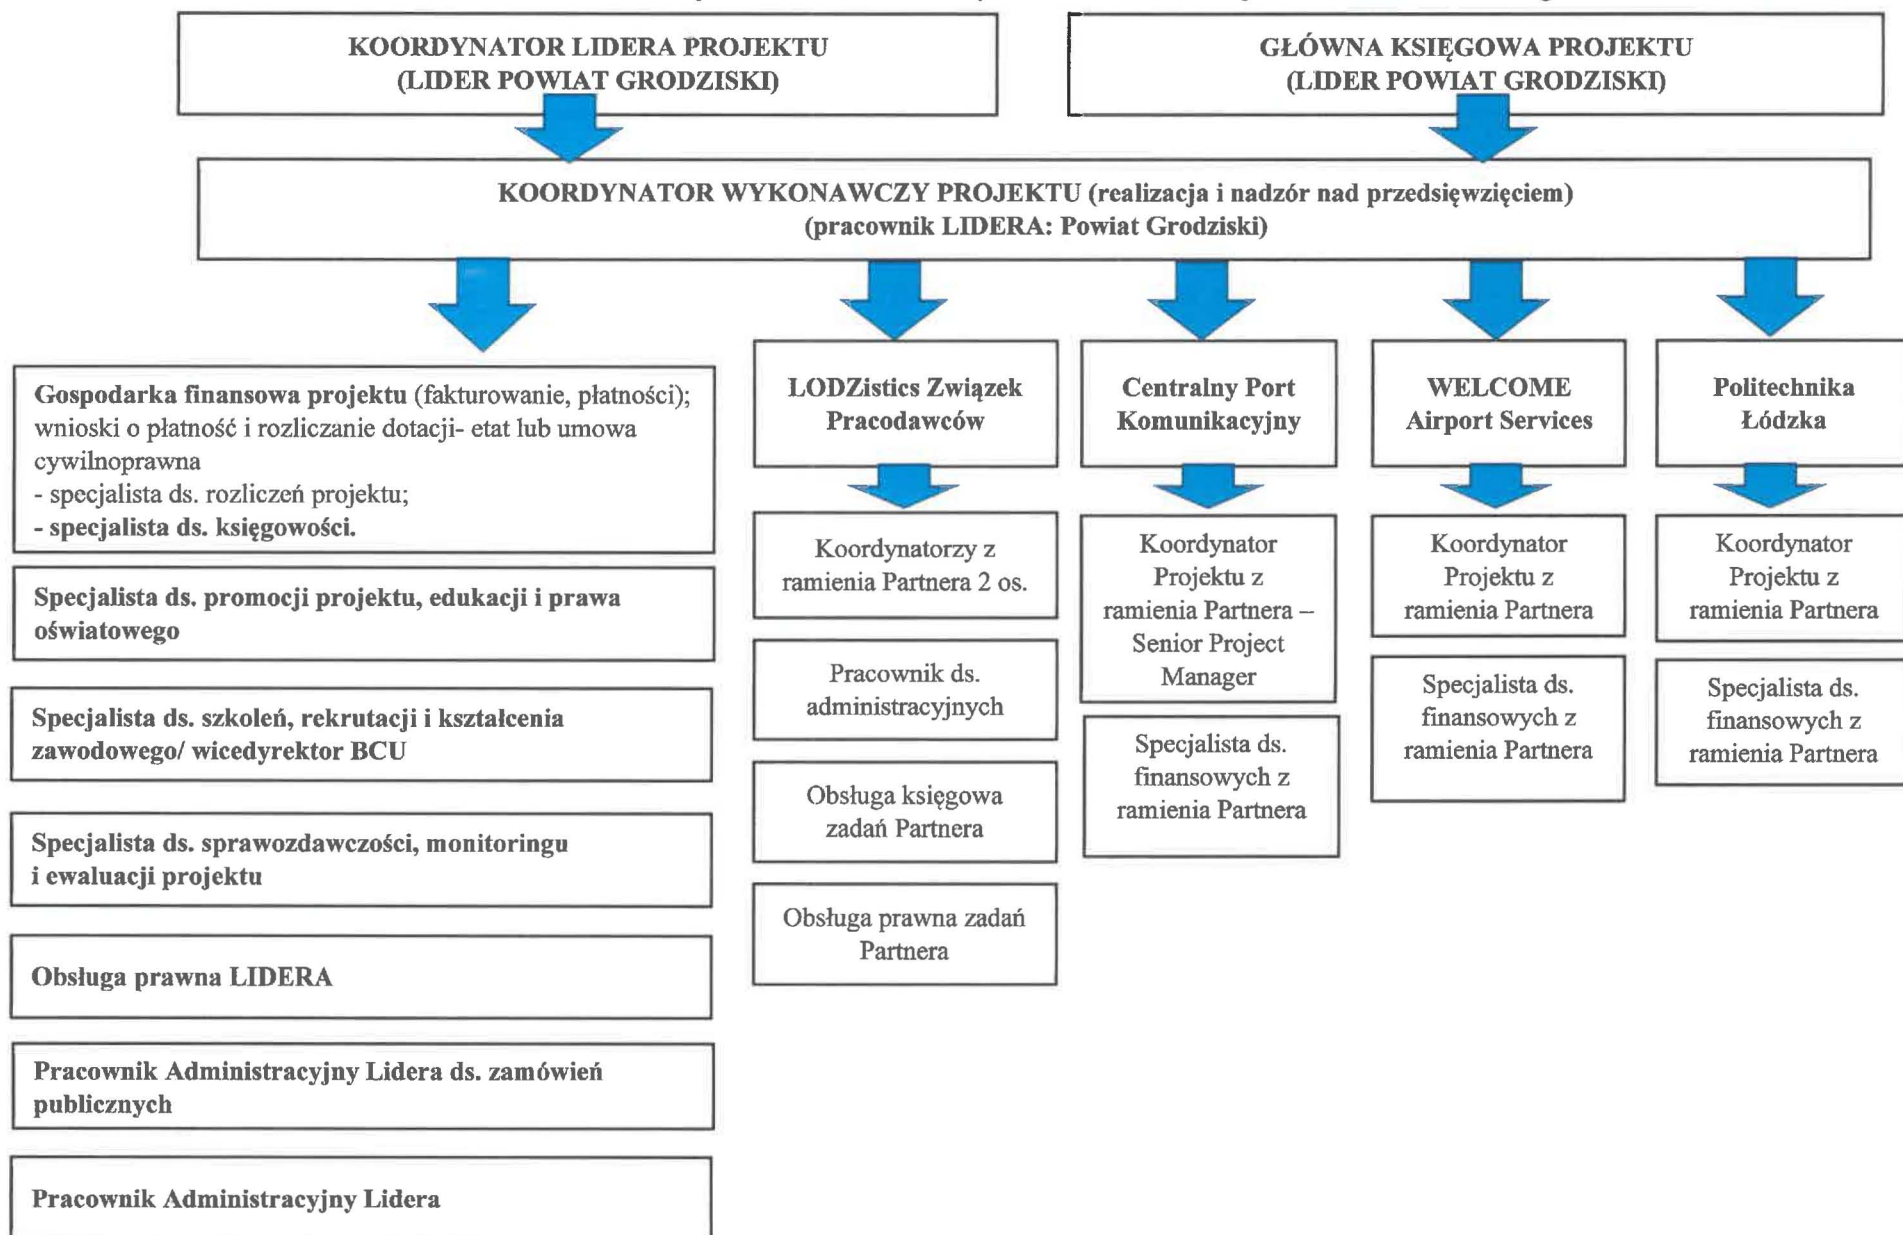 KOORDYNATOR LIDERA PROJEKTU
(LIDER POWIAT GRODZISKI)
GŁÓWNA KSIĘGOWA PROJEKTU
(LIDER POWIAT GRODZISKI)
KOORDYNATOR WYKONAWCZY PROJEKTU (realizacja i nadzór nad przedsięwzięciem)
(pracownik LIDERA: Powiat Grodziski)
Gospodarka finansowa projektu (fakturowanie, płatności);
wnioski o płatność i rozliczanie dotacji- etat lub umowa
cywilnoprawna
- specjalista ds. rozliczeń projektu;
- specjalista ds. księgowości.
Specjalista ds. promocji projektu, edukacji i prawa
oświatowego
Specjalista ds. szkoleń, rekrutacji i kształcenia
zawodowego/ wicedyrektor BCU
Specjalista ds. sprawozdawczości, monitoringu
i ewaluacji projektu
Obsługa prawna LIDERA
Pracownik Administracyjny Lidera ds. zamówień
publicznych
Pracownik Administracyjny Lidera
LODZistics Związek
Pracodawców
Koordynatorzy z
ramienia Partnera 2 os.
Pracownik ds.
administracyjnych
Obsługa księgowa
zadań Partnera
Obsługa prawna zadań
Partnera
Centralny Port
Komunikacyjny
Koordynator
Projektu z
ramienia Partnera –
Senior Project
Manager
Specjalista ds.
finansowych z
ramienia Partnera
WELCOME
Airport Services
Koordynator
Projektu z
ramienia Partnera
Specjalista ds.
finansowych z
ramienia Partnera
Politechnika
Łódzka
Koordynator
Projektu z
ramienia Partnera
Specjalista ds.
finansowych z
ramienia Partnera